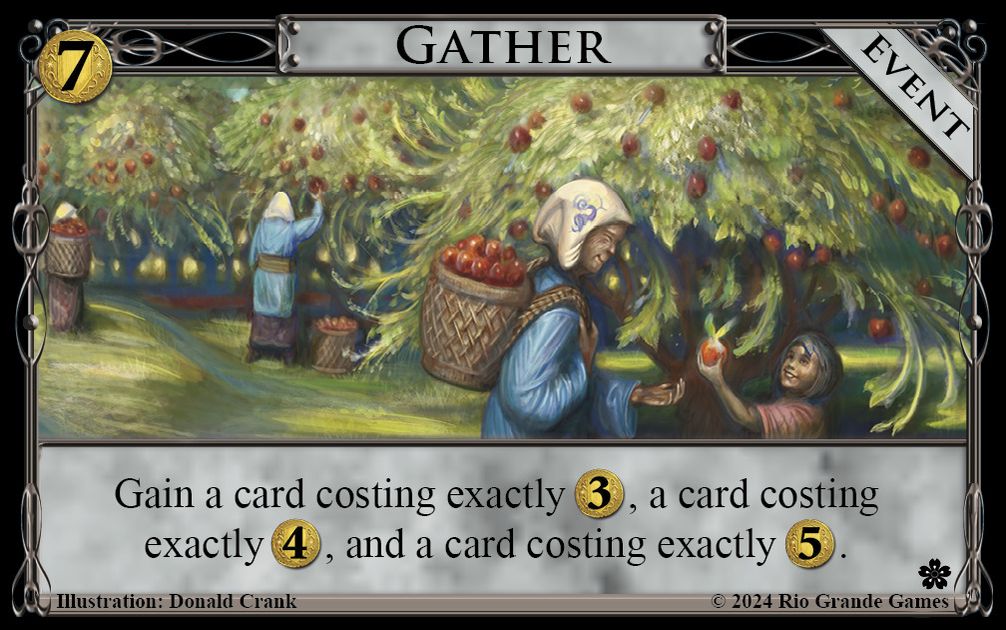 7
GATHER
EVENT
Gain a card costing exactly 3, a card costing
exactly 4, and a card costing exactly 5.
Illustration: Donald Crank
© 2024 Rio Grande Games